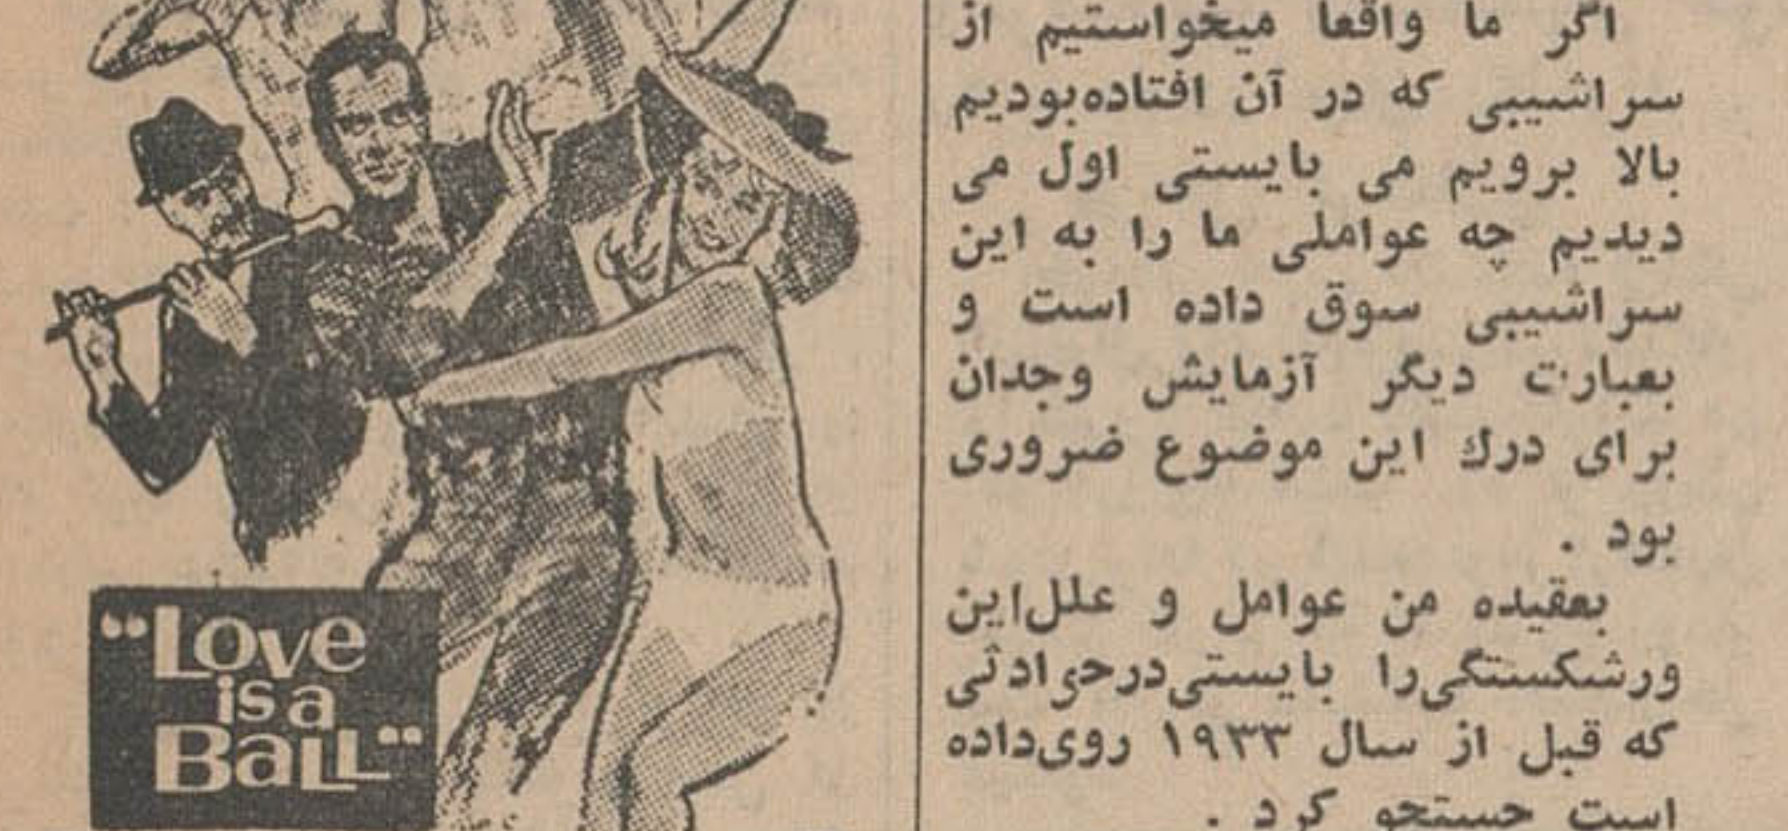 اگر ما واقعا میخواستیم از
سراشیبی که در آن افتاده‌بودیم
بالا برویم می بایستی اول می
دیدیم چه عواملی ما را به این
سراشیبی سوق داده است و
بعبارت دیگر آزمایش وجدان
برای درك این موضوع ضروری
بود .
بعقیده من عوامل و علل‌این
ورشکستگی‌را بایستی‌درحوادثی
که قبل از سال ۱۹۳۳ روی‌داده
است جستجو کرد .
“Love
is a
Ball”